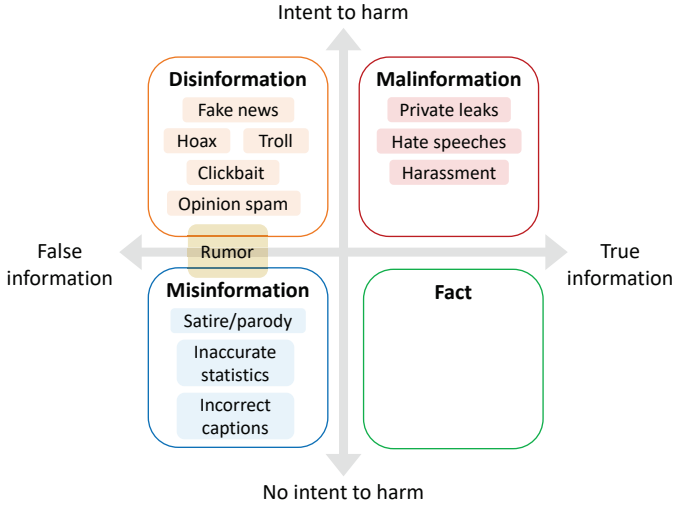 Intent to harm
Disinformation
Fake news
Hoax
Troll
Clickbait
Opinion spam
Malinformation
Private leaks
Hate speeches
Harassment
False
information
Rumor
True
information
Misinformation
Satire/parody
Inaccurate
statistics
Incorrect
captions
Fact
No intent to harm